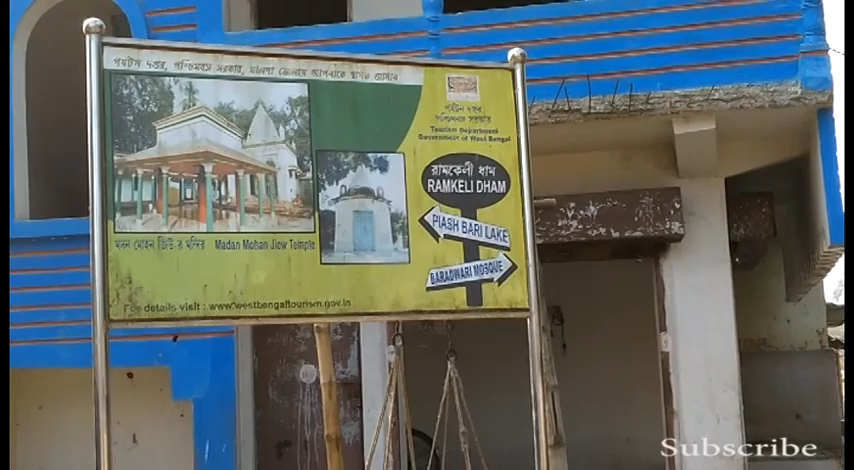 পর্যটন দপ্তর, পশ্চিমবঙ্গ সরকার, মালদা জেলায় আপনাকে স্বাগত জানায়
পর্যটন দপ্তর
পশ্চিমবঙ্গ সরকার
Tourism Department
Government of West Bengal
রামকেলী ধাম
RAMKELI DHAM
PIASH BARI LAKE
BARADWARI MOSQUE
মদন মোহন জিউ র মন্দির Madan Mohan Jiew Temple
For details visit : www.westbengaltourism.gov.in
Subscribe